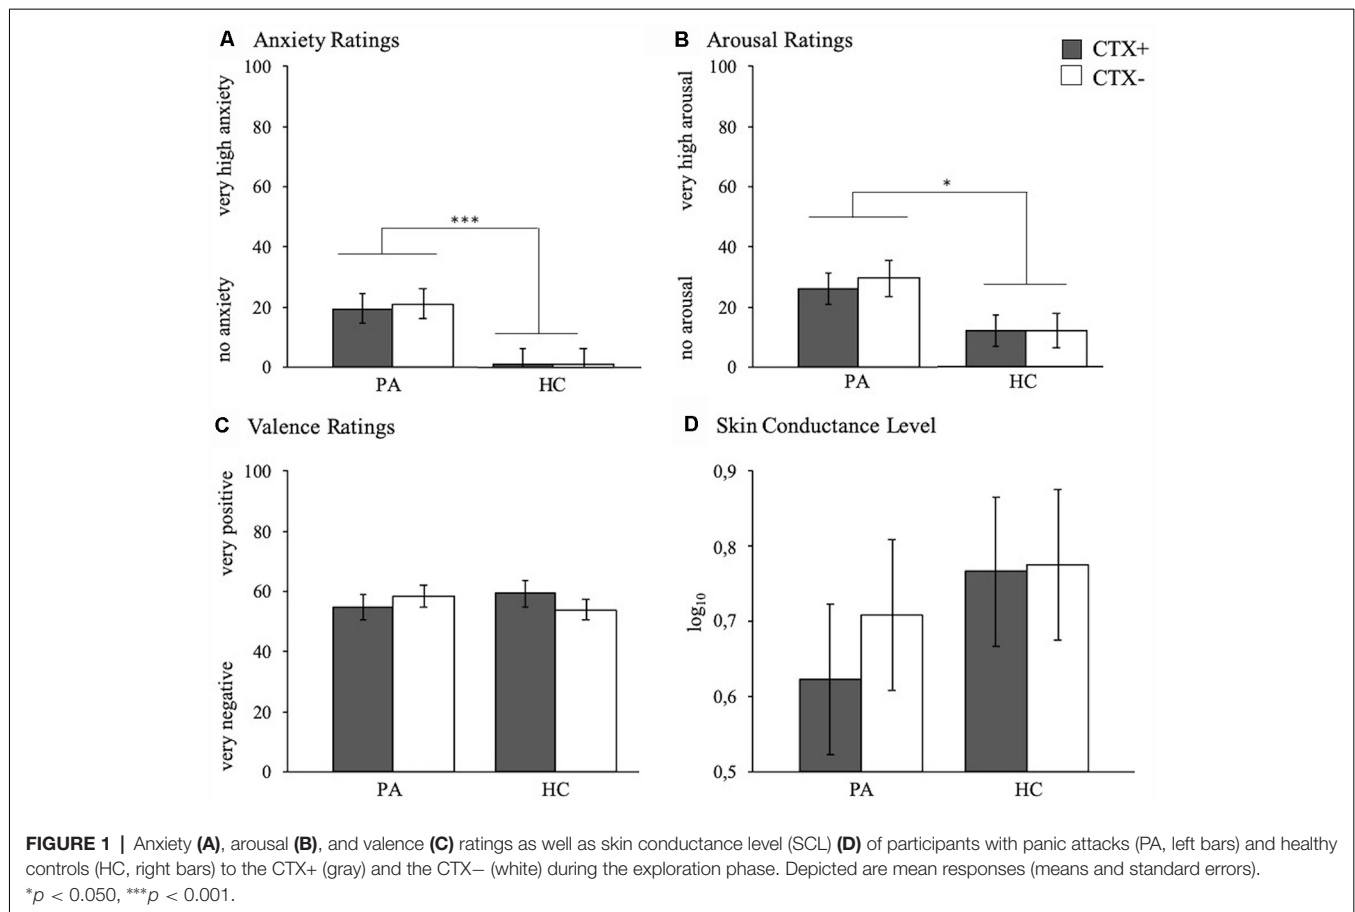 A Anxiety Ratings
very high anxiety
no anxiety
100
80
60
40
20
0
***
PA HC
B Arousal Ratings
very high arousal
no arousal
100
80
60
40
20
0
*
PA HC
CTX+
CTX-
C Valence Ratings
very positive
very negative
100
80
60
40
20
0
PA HC
D Skin Conductance Level
log10
0,9
0,8
0,7
0,6
0,5
PA HC
FIGURE 1 | Anxiety (A), arousal (B), and valence (C) ratings as well as skin conductance level (SCL) (D) of participants with panic attacks (PA, left bars) and healthy
controls (HC, right bars) to the CTX+ (gray) and the CTX− (white) during the exploration phase. Depicted are mean responses (means and standard errors).
*p < 0.050, ***p < 0.001.